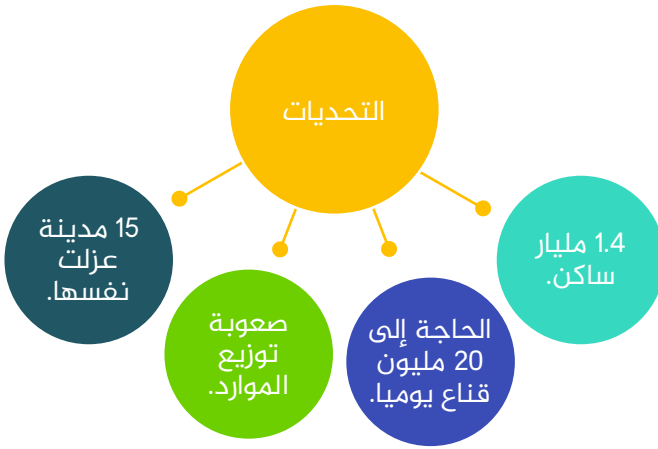 التحديات
1.4 مليار
ساكن.
الحاجة إلى
20 مليون
قناع يوميا.
صعوبة
توزيع
الموارد.
15 مدينة
عزلت
نفسها.